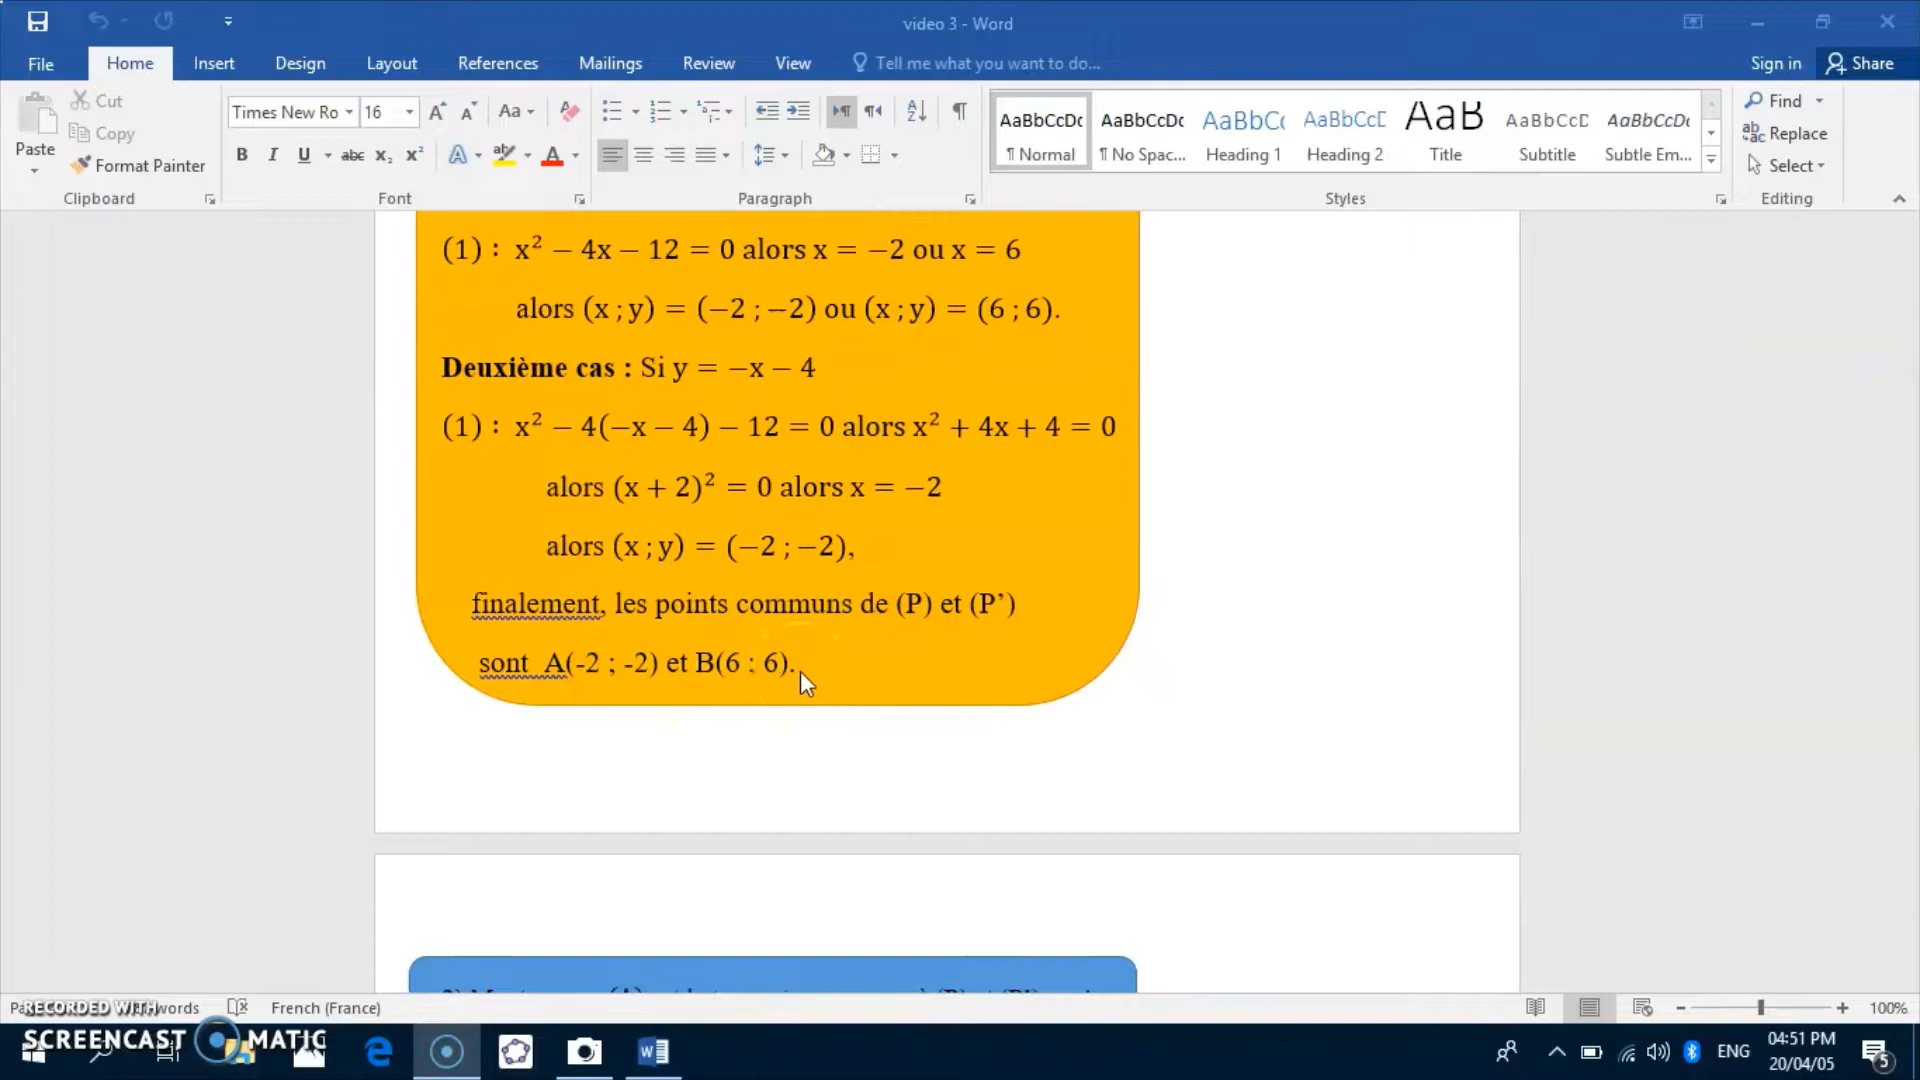 video 3 - Word
File Home Insert Design Layout References Mailings Review View Tell me what you want to do... Sign in Share
Cut
Copy
Format Painter
Paste
Clipboard
Times New Ro 16
Font
Paragraph
AaBbCcDc AaBbCcDc AaBbC( AaBbCcD AaB AaBbCcD AaBbCcDc
¶ Normal ¶ No Spac... Heading 1 Heading 2 Title Subtitle Subtle Em...
Styles
Find
Replace
Select
Editing
(1) : x² − 4x − 12 = 0 alors x = −2 ou x = 6
alors (x ; y) = (−2 ; −2) ou (x ; y) = (6 ; 6).
Deuxième cas : Si y = −x − 4
(1) : x² − 4(−x − 4) − 12 = 0 alors x² + 4x + 4 = 0
alors (x + 2)² = 0 alors x = −2
alors (x ; y) = (−2 ; −2),
finalement, les points communs de (P) et (P’)
sont A(-2 ; -2) et B(6 ; 6).
words French (France) 100%
RECORDED WITH
SCREENCAST MATIC
ENG
04:51 PM
20/04/05
5